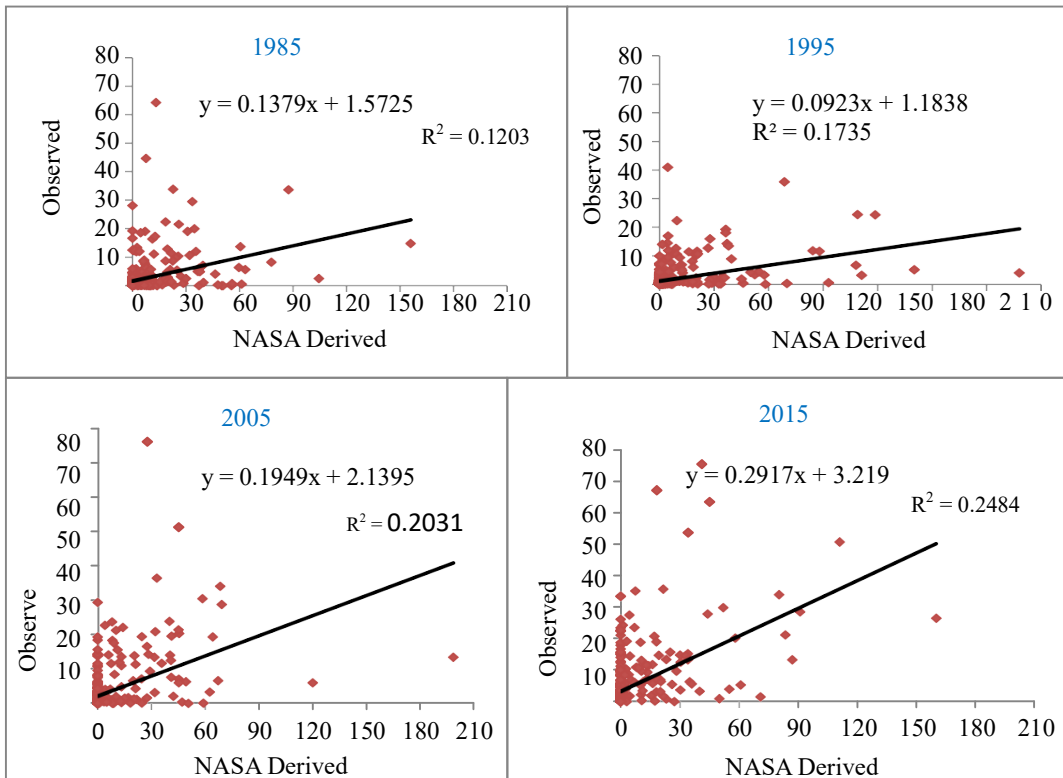 1985
80
70
60
50
40
30
20
10
0 30 60 90 120 150 180 210
y = 0.1379x + 1.5725
R² = 0.1203
Observed
NASA Derived
1995
80
70
60
50
40
30
20
10
0
0 30 60 90 120 150 180 2 1 0
y = 0.0923x + 1.1838
R² = 0.1735
Observed
NASA Derived
2005
80
70
60
50
40
30
20
10
0 30 60 90 120 150 180 210
y = 0.1949x + 2.1395
R² = 0.2031
Observe
NASA Derived
2015
80
70
60
50
40
30
20
10
0 30 60 90 120 150 180 210
y = 0.2917x + 3.219
R² = 0.2484
Observed
NASA Derived